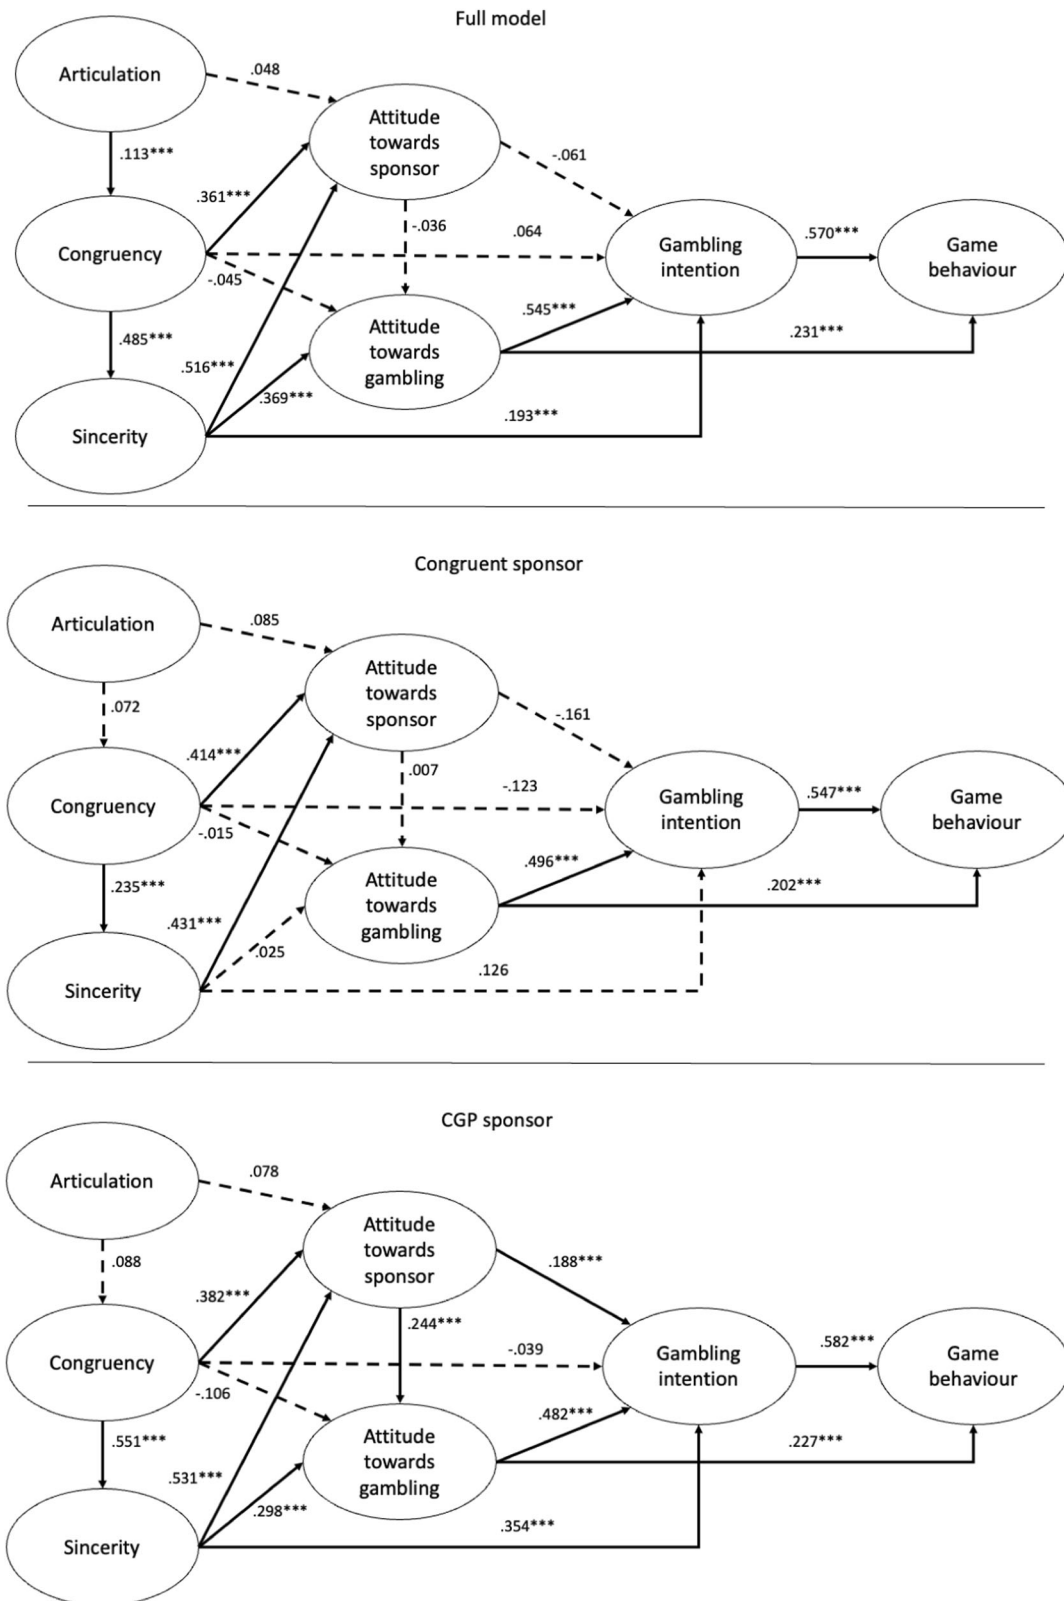 Full model
Articulation
.048
Attitude
towards
sponsor
.113***
-.061
.361***
Congruency
-.036
.064
Gambling
intention
.570***
Game
behaviour
-.045
.545***
Attitude
towards
gambling
.485***
.516***
.369***
.231***
.193***
Sincerity
Congruent sponsor
Articulation
.085
Attitude
towards
sponsor
.072
-.161
.414***
.007
-.123
Congruency
Gambling
intention
.547***
Game
behaviour
-.015
.496***
Attitude
towards
gambling
.235***
.202***
.431***
.025
.126
Sincerity
CGP sponsor
Articulation
.078
Attitude
towards
sponsor
.088
.188***
.382***
.244***
-.039
Congruency
Gambling
intention
.582***
Game
behaviour
-.106
.482***
Attitude
towards
gambling
.551***
.227***
.531***
.298***
.354***
Sincerity